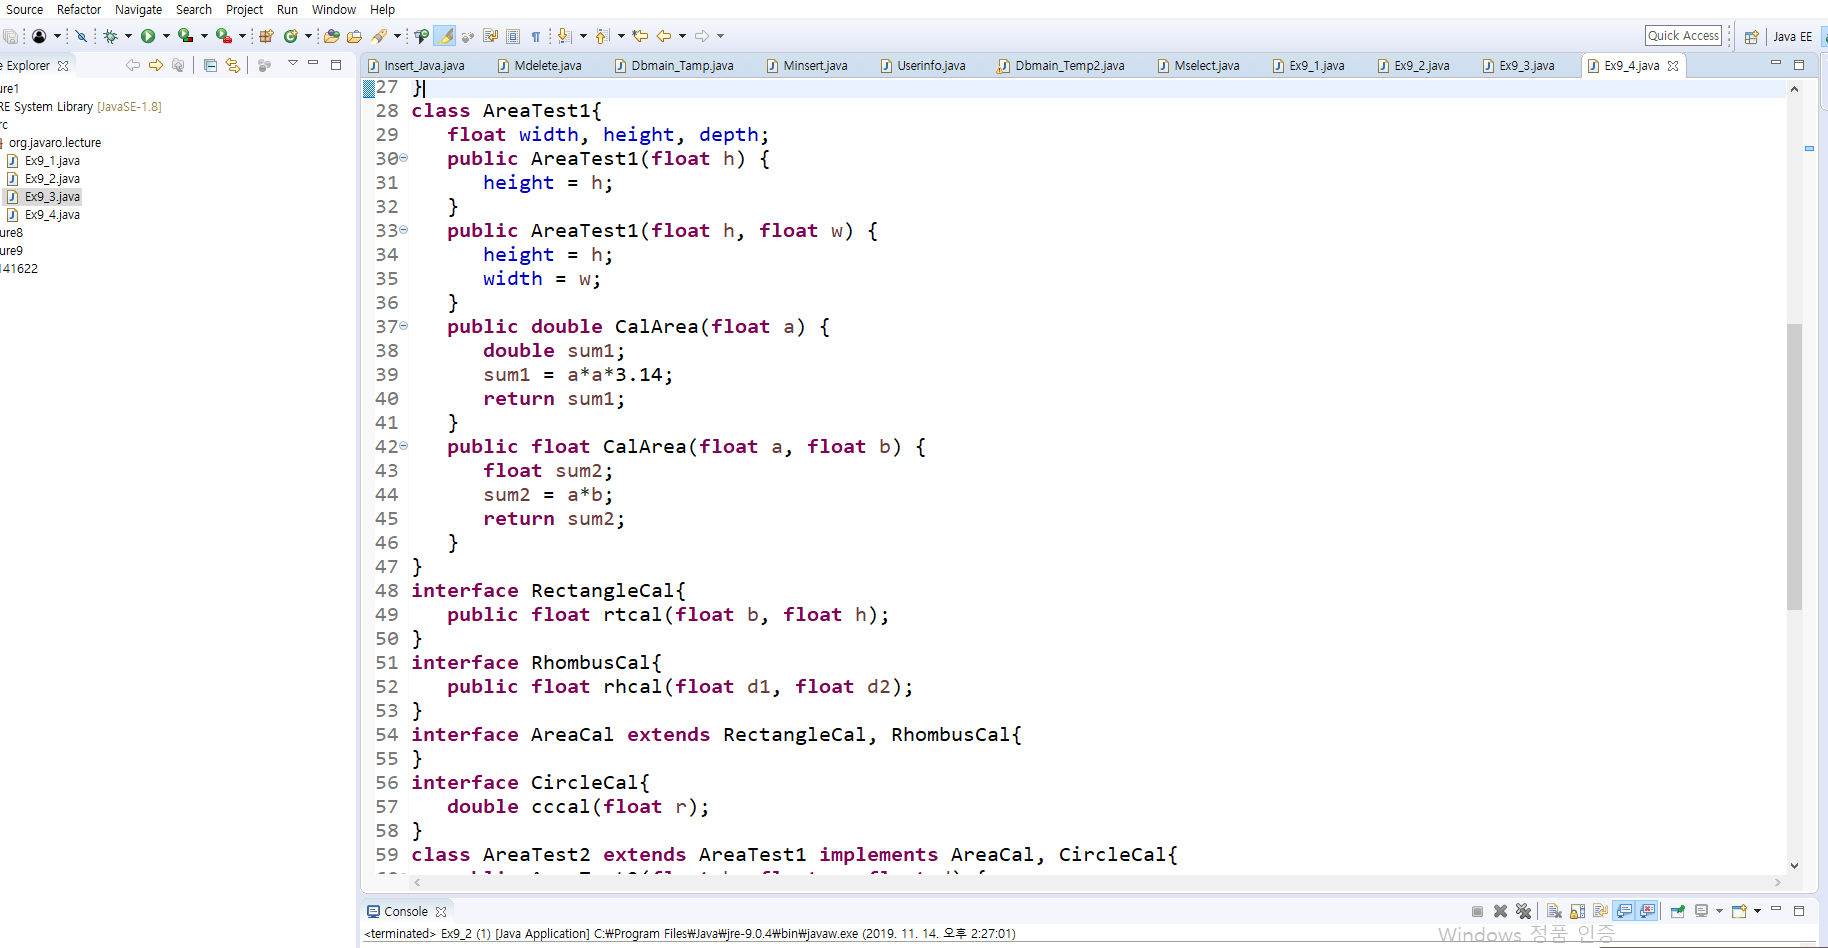 Source Refactor Navigate Search Project Run Window Help
Quick Access Java EE
Explorer
Insert_Java.java Mdelete.java Dbmain_Tamp.java Minsert.java Userinfo.java Dbmain_Temp2.java Mselect.java Ex9_1.java Ex9_2.java Ex9_3.java Ex9_4.java
ure1
RE System Library [JavaSE-1.8]
rc
org.javaro.lecture
Ex9_1.java
Ex9_2.java
Ex9_3.java
Ex9_4.java
ure8
ure9
141622
27 }
28 class AreaTest1{
29 float width, height, depth;
30 public AreaTest1(float h) {
31 height = h;
32 }
33 public AreaTest1(float h, float w) {
34 height = h;
35 width = w;
36 }
37 public double CalArea(float a) {
38 double sum1;
39 sum1 = a*a*3.14;
40 return sum1;
41 }
42 public float CalArea(float a, float b) {
43 float sum2;
44 sum2 = a*b;
45 return sum2;
46 }
47 }
48 interface RectangleCal{
49 public float rtcal(float b, float h);
50 }
51 interface RhombusCal{
52 public float rhcal(float d1, float d2);
53 }
54 interface AreaCal extends RectangleCal, RhombusCal{
55 }
56 interface CircleCal{
57 double cccal(float r);
58 }
59 class AreaTest2 extends AreaTest1 implements AreaCal, CircleCal{
Console
<terminated> Ex9_2 (1) [Java Application] C:₩Program Files₩Java₩jre-9.0.4₩bin₩javaw.exe (2019. 11. 14. 오후 2:27:01)
Windows 정품 인증